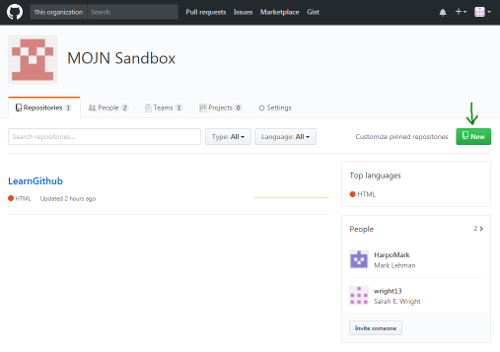 This organization Search Pull requests Issues Marketplace Gist
MOJN Sandbox
Repositories 1 People 2 Teams 1 Projects 0 Settings
Search repositories... Type: All Language: All Customize pinned repositories New
LearnGithub
HTML Updated 2 hours ago
Top languages
HTML
People 2
HarpoMark
Mark Lehman
wright13
Sarah E. Wright
Invite someone